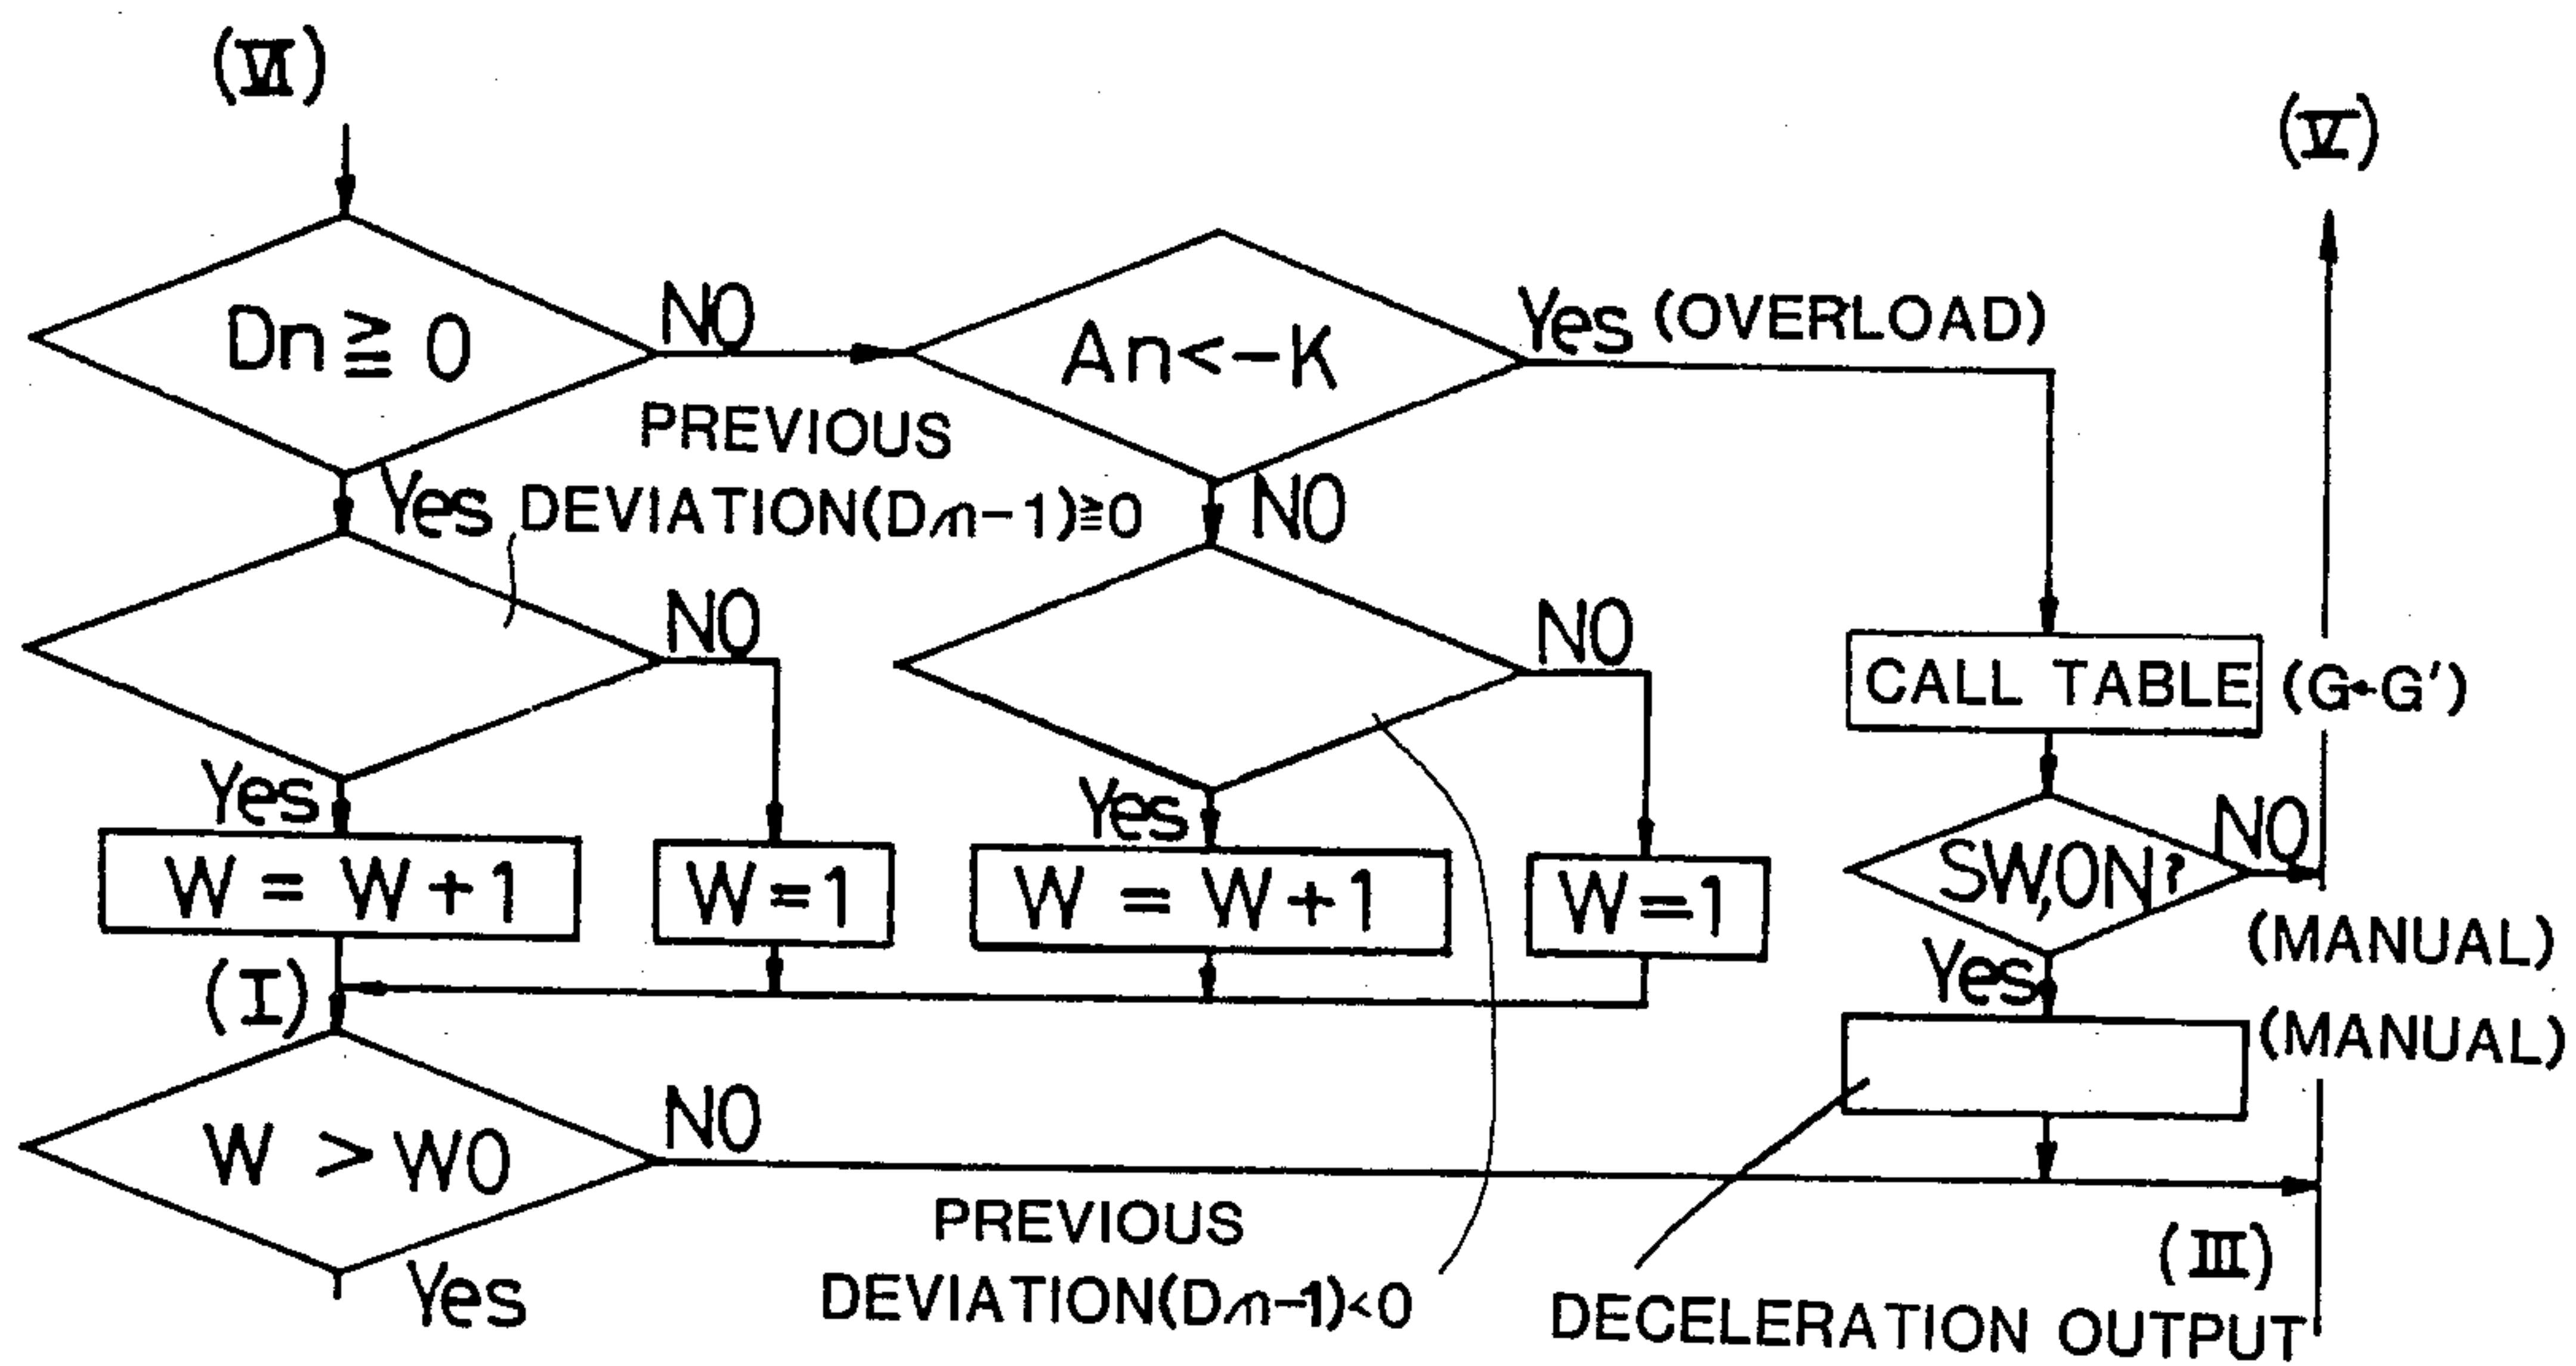 (VI)
(V)
Dn ≧ 0
NO
An<-K
Yes (OVERLOAD)
PREVIOUS
DEVIATION(Dn-1)≧0
Yes
NO
NO
NO
CALL TABLE (G←G')
Yes
Yes
SW,ON?
NO
W = W+1
W=1
W = W+1
W=1
(MANUAL)
Yes
(I)
(MANUAL)
W > W0
NO
PREVIOUS
DEVIATION(Dn-1)<0
(III)
Yes
DECELERATION OUTPUT